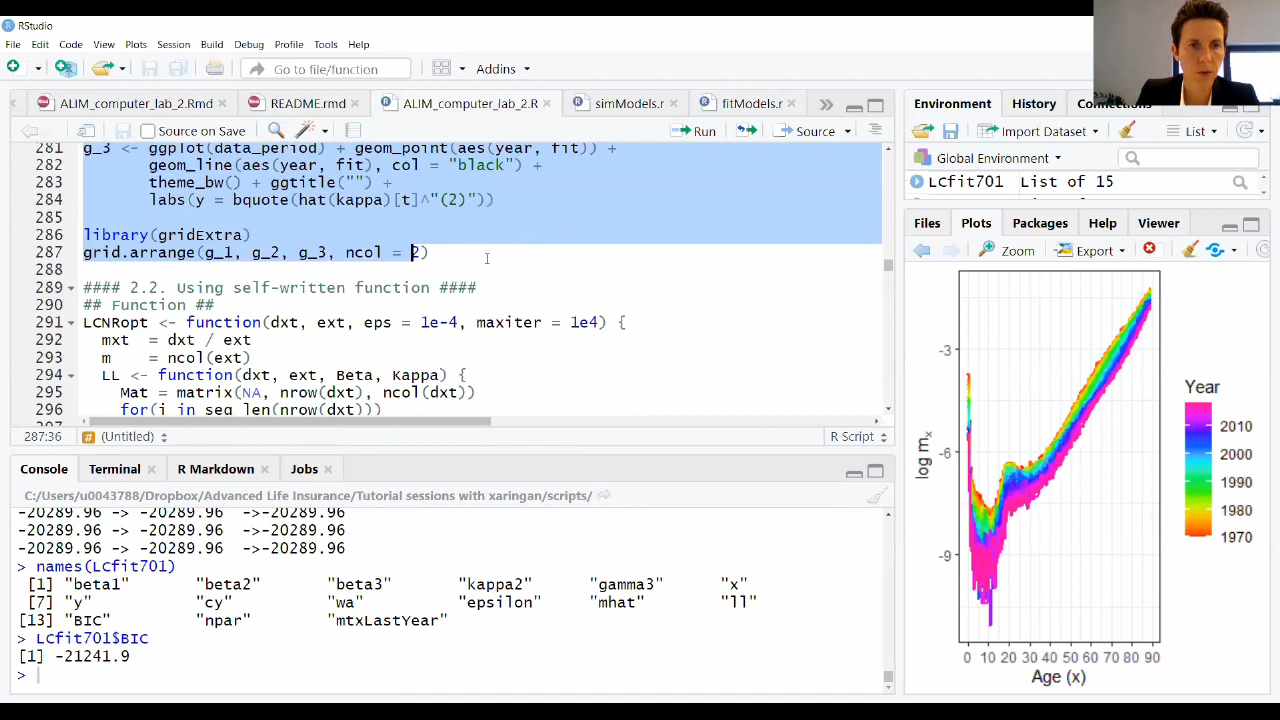 RStudio
File Edit Code View Plots Session Build Debug Profile Tools Help
Go to file/function Addins
ALIM_computer_lab_2.Rmd README.rmd ALIM_computer_lab_2.R simModels.r fitModels.r
Source on Save Run Source
281 g_3 <- ggplot(data_period) + geom_point(aes(year, fit)) +
282 geom_line(aes(year, fit), col = "black") +
283 theme_bw() + ggtitle("") +
284 labs(y = bquote(hat(kappa)[t]^"(2)"))
285
286 library(gridExtra)
287 grid.arrange(g_1, g_2, g_3, ncol = 2)
288
289 #### 2.2. Using self-written function ####
290 ## Function ##
291 LCNRopt <- function(dxt, ext, eps = 1e-4, maxiter = 1e4) {
292 mxt = dxt / ext
293 m = ncol(ext)
294 LL <- function(dxt, ext, Beta, Kappa) {
295 Mat = matrix(NA, nrow(dxt), ncol(dxt))
296 for(i in seq_len(nrow(dxt)))
287:36 (Untitled) R Script
Console Terminal R Markdown Jobs
C:/Users/u0043788/Dropbox/Advanced Life Insurance/Tutorial sessions with xaringan/scripts/
-20289.96 -> -20289.96 ->-20289.96
-20289.96 -> -20289.96 ->-20289.96
-20289.96 -> -20289.96 ->-20289.96
> names(LCfit701)
[1] "beta1" "beta2" "beta3" "kappa2" "gamma3" "x"
[7] "y" "cy" "wa" "epsilon" "mhat" "ll"
[13] "BIC" "npar" "mtxLastYear"
> LCfit701$BIC
[1] -21241.9
>
Environment History
Import Dataset List
Global Environment
LCfit701 List of 15
Files Plots Packages Help Viewer
Zoom Export
log mx
-3
-6
-9
0 10 20 30 40 50 60 70 80 90
Age (x)
Year
2010
2000
1990
1980
1970